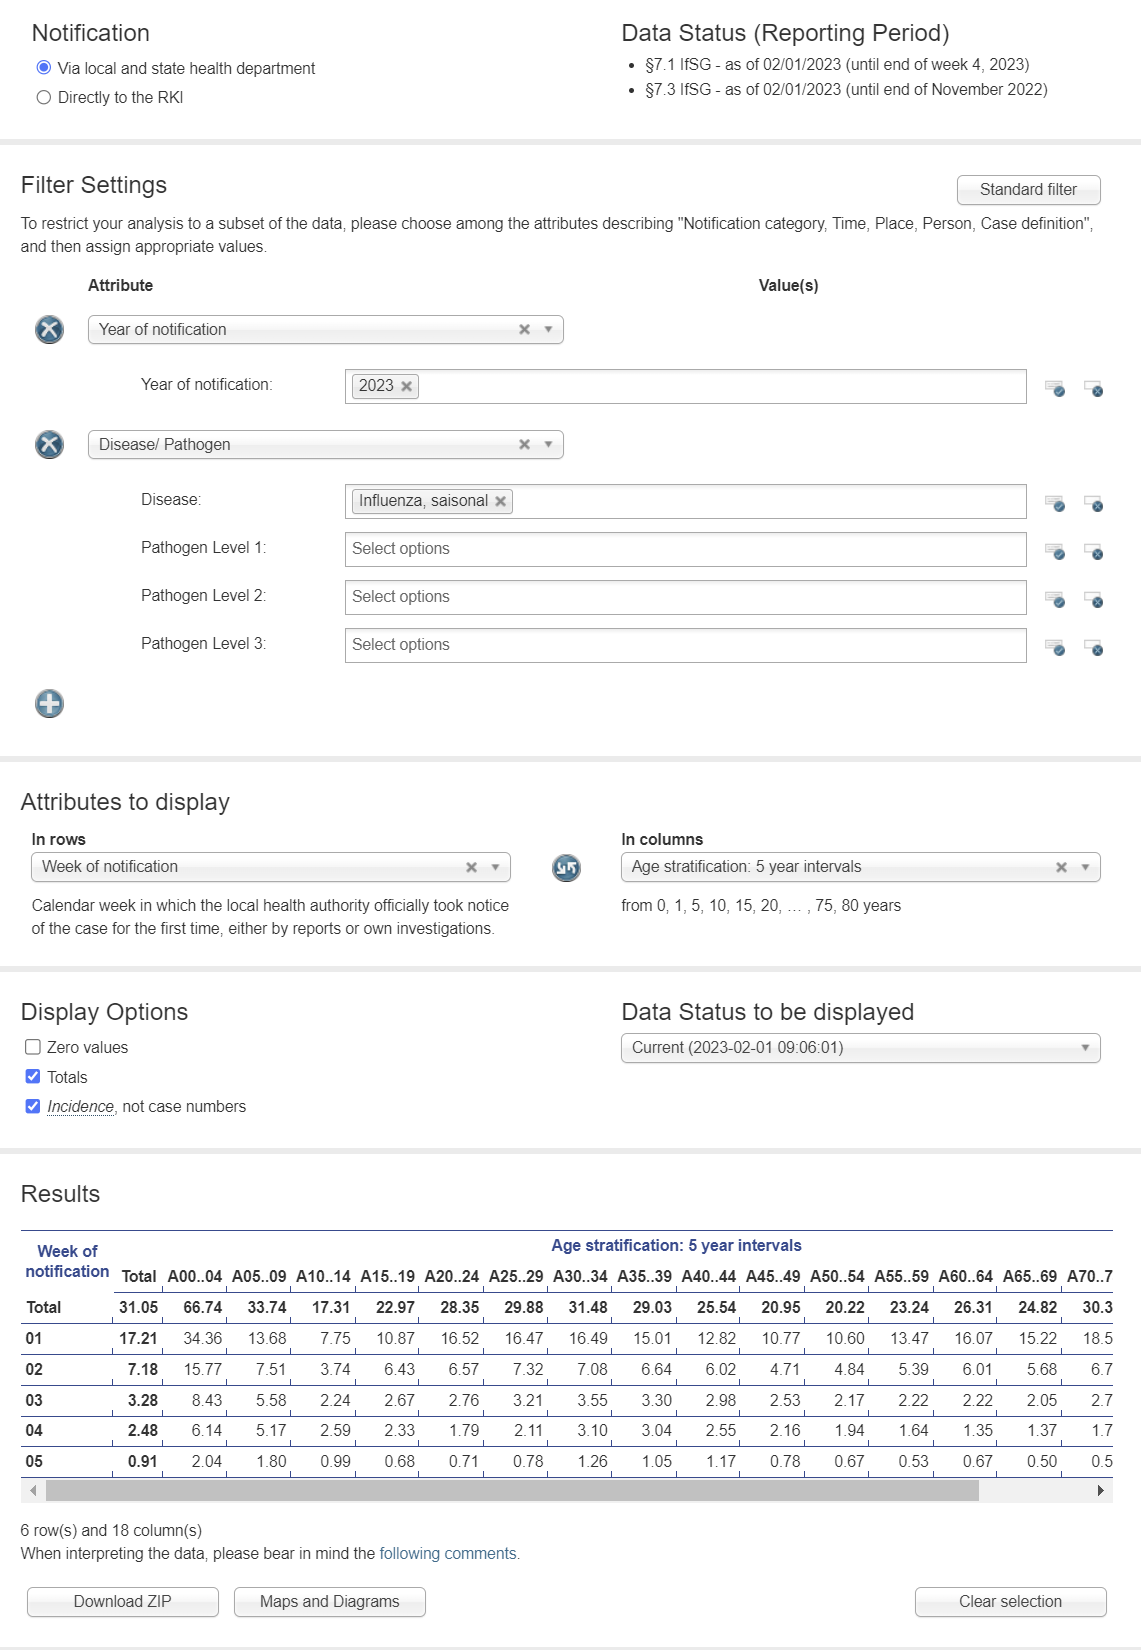 Notification
Via local and state health department
Directly to the RKI
Data Status (Reporting Period)
§7.1 IfSG - as of 02/01/2023 (until end of week 4, 2023)
§7.3 IfSG - as of 02/01/2023 (until end of November 2022)
Filter Settings
Standard filter
To restrict your analysis to a subset of the data, please choose among the attributes describing "Notification category, Time, Place, Person, Case definition",
and then assign appropriate values.
Attribute Value(s)
Year of notification
Year of notification: 2023
Disease/ Pathogen
Disease: Influenza, saisonal
Pathogen Level 1: Select options
Pathogen Level 2: Select options
Pathogen Level 3: Select options
Attributes to display
In rows
Week of notification
Calendar week in which the local health authority officially took notice
of the case for the first time, either by reports or own investigations.
In columns
Age stratification: 5 year intervals
from 0, 1, 5, 10, 15, 20, … , 75, 80 years
Display Options
Zero values
Totals
Incidence, not case numbers
Data Status to be displayed
Current (2023-02-01 09:06:01)
Results
Week of notification
Age stratification: 5 year intervals
Total A00..04 A05..09 A10..14 A15..19 A20..24 A25..29 A30..34 A35..39 A40..44 A45..49 A50..54 A55..59 A60..64 A65..69 A70..7
Total 31.05 66.74 33.74 17.31 22.97 28.35 29.88 31.48 29.03 25.54 20.95 20.22 23.24 26.31 24.82 30.3
01 17.21 34.36 13.68 7.75 10.87 16.52 16.47 16.49 15.01 12.82 10.77 10.60 13.47 16.07 15.22 18.5
02 7.18 15.77 7.51 3.74 6.43 6.57 7.32 7.08 6.64 6.02 4.71 4.84 5.39 6.01 5.68 6.7
03 3.28 8.43 5.58 2.24 2.67 2.76 3.21 3.55 3.30 2.98 2.53 2.17 2.22 2.22 2.05 2.7
04 2.48 6.14 5.17 2.59 2.33 1.79 2.11 3.10 3.04 2.55 2.16 1.94 1.64 1.35 1.37 1.7
05 0.91 2.04 1.80 0.99 0.68 0.71 0.78 1.26 1.05 1.17 0.78 0.67 0.53 0.67 0.50 0.5
6 row(s) and 18 column(s)
When interpreting the data, please bear in mind the following comments.
Download ZIP Maps and Diagrams Clear selection